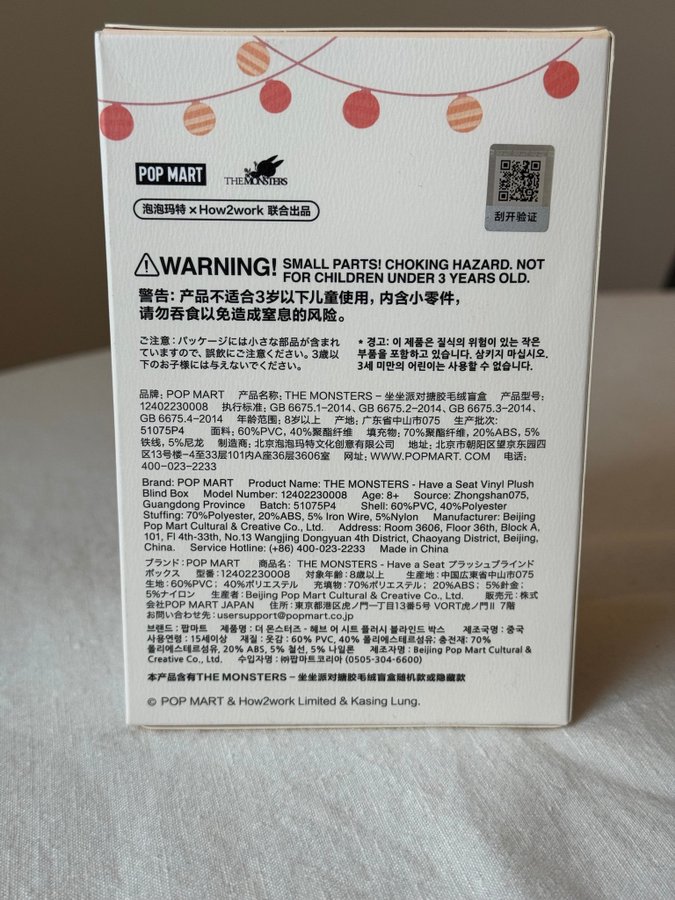 POP MART
THE MONSTERS
泡泡玛特×How2work 联合出品
刮开验证
WARNING! SMALL PARTS! CHOKING HAZARD. NOT
FOR CHILDREN UNDER 3 YEARS OLD.
警告：产品不适合3岁以下儿童使用，内含小零件，
请勿吞食以免造成窒息的风险。
ご注意：パッケージには小さな部品が含まれ
ていますので、誤飲にご注意ください。3歳以
下のお子様には与えないでください。
* 경고: 이 제품은 질식의 위험이 있는 작은
부품을 포함하고 있습니다. 삼키지 마십시오.
3세 미만의 어린이는 사용할 수 없습니다.
品牌：POP MART 产品名称：THE MONSTERS – 坐坐派对搪胶毛绒盲盒 产品型号：
12402230008 执行标准：GB 6675.1-2014、GB 6675.2-2014、GB 6675.3-2014、
GB 6675.4-2014 年龄范围：8岁以上 产地：广东省中山市075 生产批次：
51075P4 面料：60%PVC, 40%聚酯纤维 填充物：70%聚酯纤维，20%ABS，5%
铁线，5%尼龙 制造商：北京泡泡玛特文化创意有限公司 地址：北京市朝阳区望京东园四
区13号楼-4至33层101内A座36层3606室 网址：WWW.POPMART.COM 电话：
400-023-2233
Brand: POP MART Product Name: THE MONSTERS - Have a Seat Vinyl Plush
Blind Box Model Number: 12402230008 Age: 8+ Source: Zhongshan075,
Guangdong Province Batch: 51075P4 Shell: 60%PVC, 40%Polyester
Stuffing: 70%Polyester, 20%ABS, 5% Iron Wire, 5%Nylon Manufacturer: Beijing
Pop Mart Cultural & Creative Co., Ltd. Address: Room 3606, Floor 36th, Block A,
101, Fl 4th-33th, No.13 Wangjing Dongyuan 4th District, Chaoyang District, Beijing,
China. Service Hotline: (+86) 400-023-2233 Made in China
ブランド：POP MART 商品名： THE MONSTERS - Have a Seat プラッシュブラインド
ボックス 型番：12402230008 対象年齢：8歳以上 生産地：中国広東省中山市075
生地：60%PVC； 40%ポリエステル 充填物：70%ポリエステル； 20%ABS； 5%針金；
5%ナイロン 生産者：Beijing Pop Mart Cultural & Creative Co., Ltd. 販売元：株式
会社POP MART JAPAN 住所：東京都港区虎ノ門一丁目13番5号 VORT虎ノ門II 7階
お問い合わせ先：usersupport@popmart.co.jp
브랜드 : 팝마트 제품명 : 더 몬스터즈 - 헤브 어 시트 플러시 블라인드 박스 제조국명 : 중국
사용연령 : 15세이상 재질 : 옷감 : 60% PVC, 40% 폴리에스테르섬유; 충전재: 70%
폴리에스테르섬유, 20% ABS, 5% 철선, 5% 나일론 제조자명 : Beijing Pop Mart Cultural &
Creative Co., Ltd. 수입자명 : ㈜팝마트코리아 (0505-304-6600)
本产品含有THE MONSTERS – 坐坐派对搪胶毛绒盲盒随机款或隐藏款
© POP MART & How2work Limited & Kasing Lung.